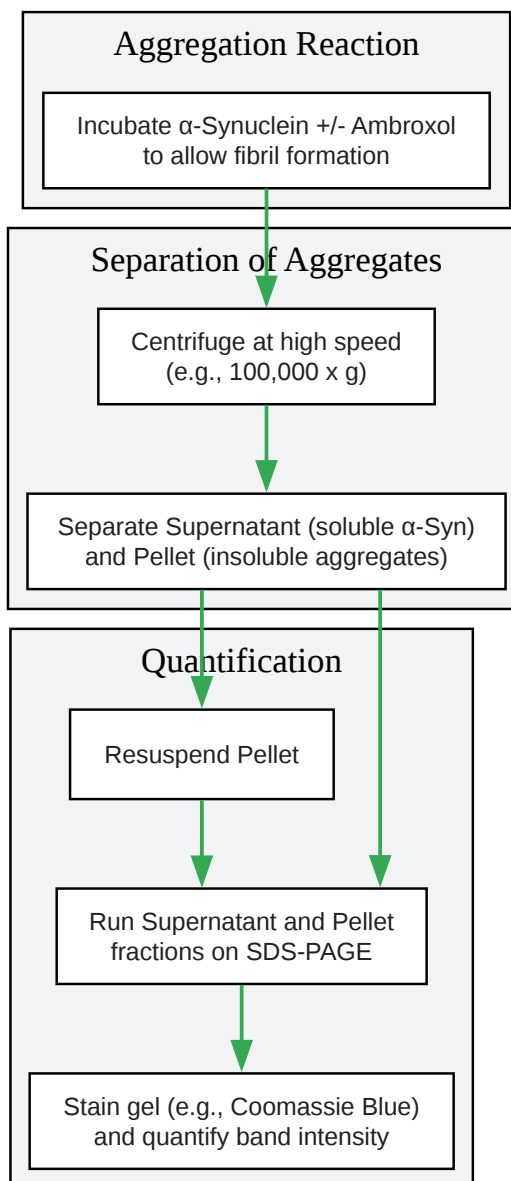 Aggregation Reaction
Incubate α-Synuclein +/- Ambroxol
to allow fibril formation
Separation of Aggregates
Centrifuge at high speed
(e.g., 100,000 x g)
Separate Supernatant (soluble α-Syn)
and Pellet (insoluble aggregates)
Quantification
Resuspend Pellet
Run Supernatant and Pellet
fractions on SDS-PAGE
Stain gel (e.g., Coomassie Blue)
and quantify band intensity